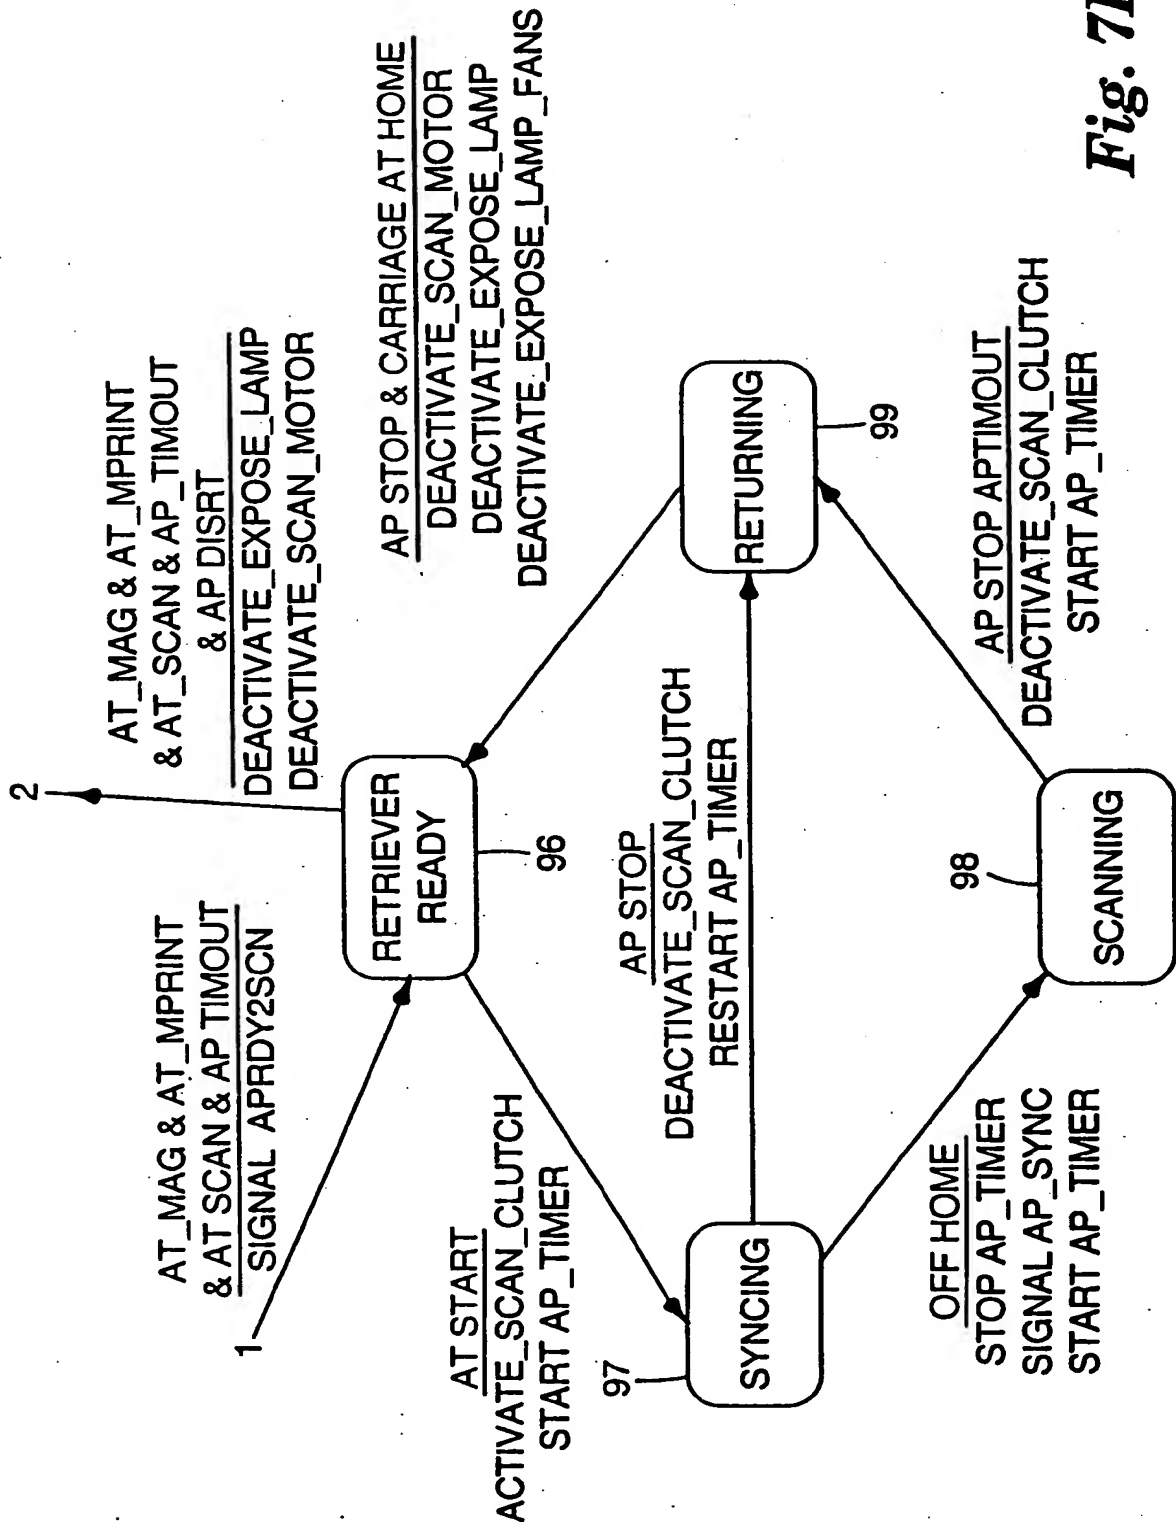 1
AT_MAG & AT_MPRINT
& AT SCAN & AP TIMOUT
SIGNAL APRDY2SCN
2
AT_MAG & AT_MPRINT
& AT_SCAN & AP_TIMOUT
& AP DISRT
DEACTIVATE_EXPOSE_LAMP
DEACTIVATE_SCAN_MOTOR
RETRIEVER
READY
96
AP STOP & CARRIAGE AT HOME
DEACTIVATE_SCAN_MOTOR
DEACTIVATE_EXPOSE_LAMP
DEACTIVATE_EXPOSE_LAMP_FANS
AT START
ACTIVATE_SCAN_CLUTCH
START AP_TIMER
97
SYNCING
AP STOP
DEACTIVATE_SCAN_CLUTCH
RESTART AP_TIMER
RETURNING
99
OFF HOME
STOP AP_TIMER
SIGNAL AP_SYNC
START AP_TIMER
98
SCANNING
AP STOP APTIMOUT
DEACTIVATE_SCAN_CLUTCH
START AP_TIMER
Fig.